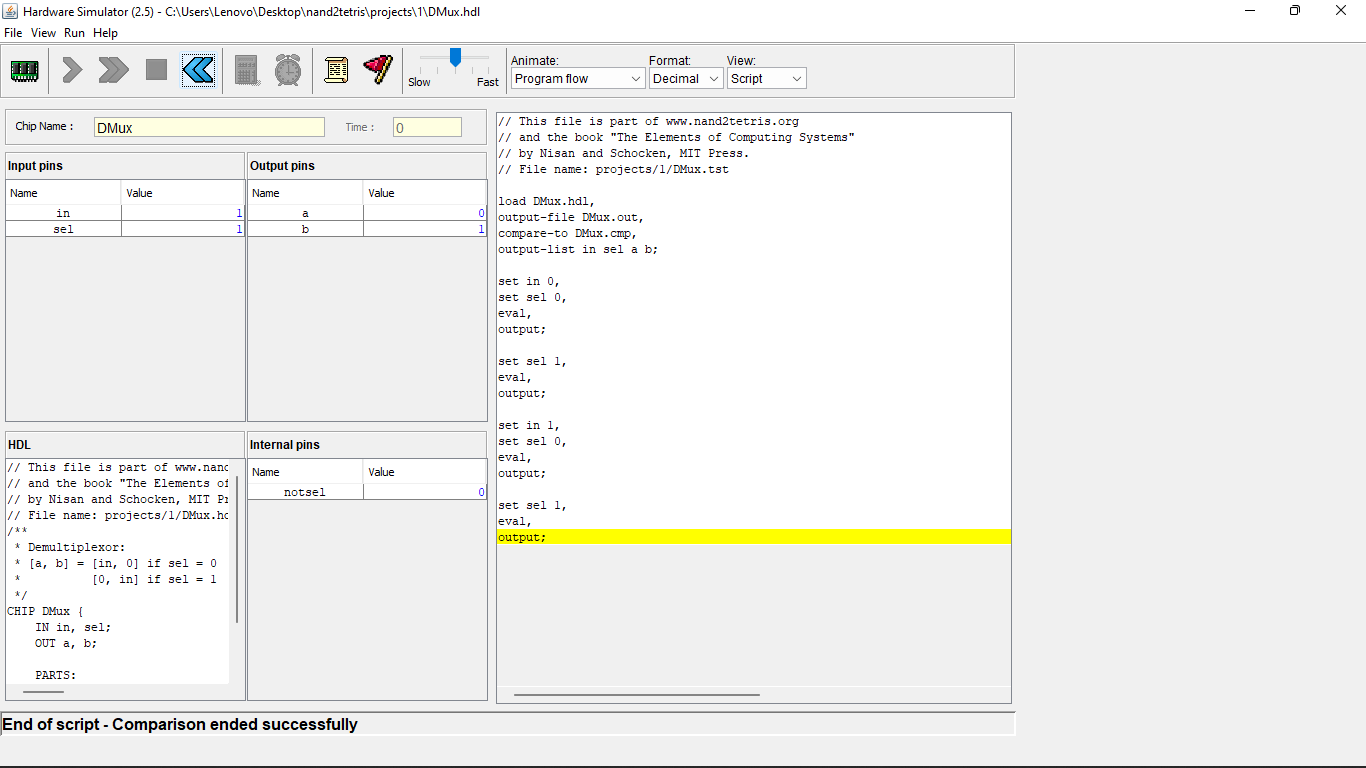 Hardware Simulator (2.5) - C:\Users\Lenovo\Desktop\nand2tetris\projects\1\DMux.hdl
File View Run Help
Slow Fast
Animate: Format: View:
Program flow Decimal Script
Chip Name : DMux Time : 0
Input pins
Name Value
in 1
sel 1
Output pins
Name Value
a 0
b 1
HDL
// This file is part of www.nanc
// and the book "The Elements of
// by Nisan and Schocken, MIT Pr
// File name: projects/1/DMux.hd
/**
* Demultiplexor:
* [a, b] = [in, 0] if sel = 0
* [0, in] if sel = 1
*/
CHIP DMux {
IN in, sel;
OUT a, b;
PARTS:
Internal pins
Name Value
notsel 0
// This file is part of www.nand2tetris.org
// and the book "The Elements of Computing Systems"
// by Nisan and Schocken, MIT Press.
// File name: projects/1/DMux.tst
load DMux.hdl,
output-file DMux.out,
compare-to DMux.cmp,
output-list in sel a b;
set in 0,
set sel 0,
eval,
output;
set sel 1,
eval,
output;
set in 1,
set sel 0,
eval,
output;
set sel 1,
eval,
output;
End of script - Comparison ended successfully